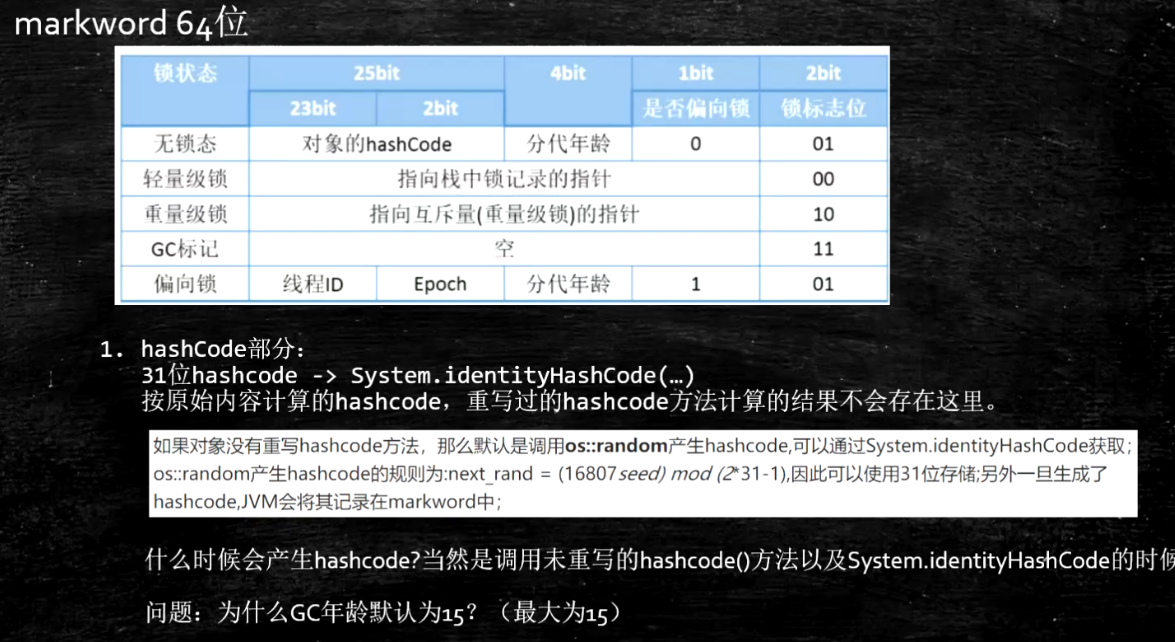 markword 64位
锁状态 25bit 4bit 1bit 2bit
23bit 2bit 是否偏向锁 锁标志位
无锁态 对象的hashCode 分代年龄 0 01
轻量级锁 指向栈中锁记录的指针 00
重量级锁 指向互斥量(重量级锁)的指针 10
GC标记 空 11
偏向锁 线程ID Epoch 分代年龄 1 01
1. hashCode部分：
31位hashcode -> System.identityHashCode(…)
按原始内容计算的hashcode，重写过的hashcode方法计算的结果不会存在这里。
如果对象没有重写hashcode方法，那么默认是调用os::random产生hashcode,可以通过System.identityHashCode获取；
os::random产生hashcode的规则为:next_rand = (16807seed) mod (2*31-1),因此可以使用31位存储;另外一旦生成了
hashcode,JVM会将其记录在markword中；
什么时候会产生hashcode?当然是调用未重写的hashcode()方法以及System.identityHashCode的时候
问题：为什么GC年龄默认为15？（最大为15）